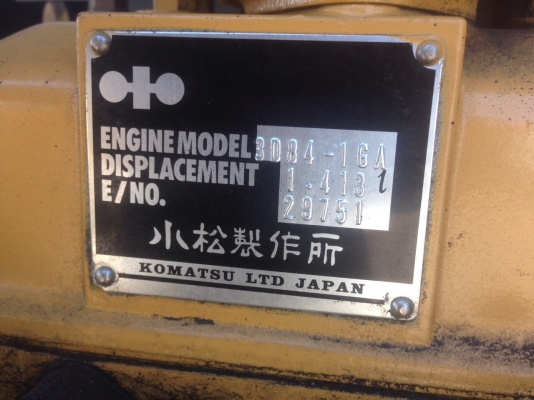 ENGINE MODEL 3D84-1GA
DISPLACEMENT 1.413 l
E/NO. 29751
小松製作所
KOMATSU LTD JAPAN